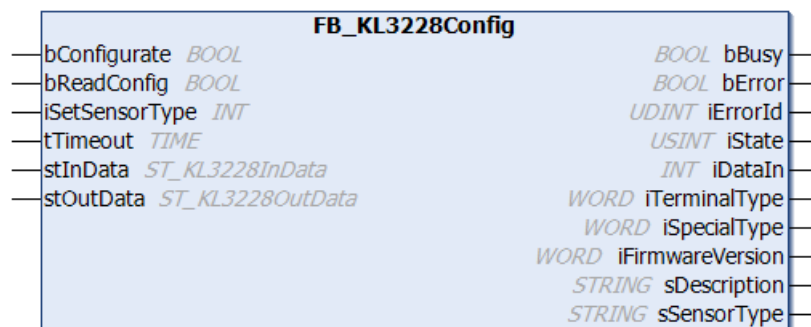 FB_KL3228Config
bConfigurate BOOL BOOL bBusy
bReadConfig BOOL BOOL bError
iSetSensorType INT UDINT iErrorId
tTimeout TIME USINT iState
stInData ST_KL3228InData INT iDataIn
stOutData ST_KL3228OutData WORD iTerminalType
WORD iSpecialType
WORD iFirmwareVersion
STRING sDescription
STRING sSensorType